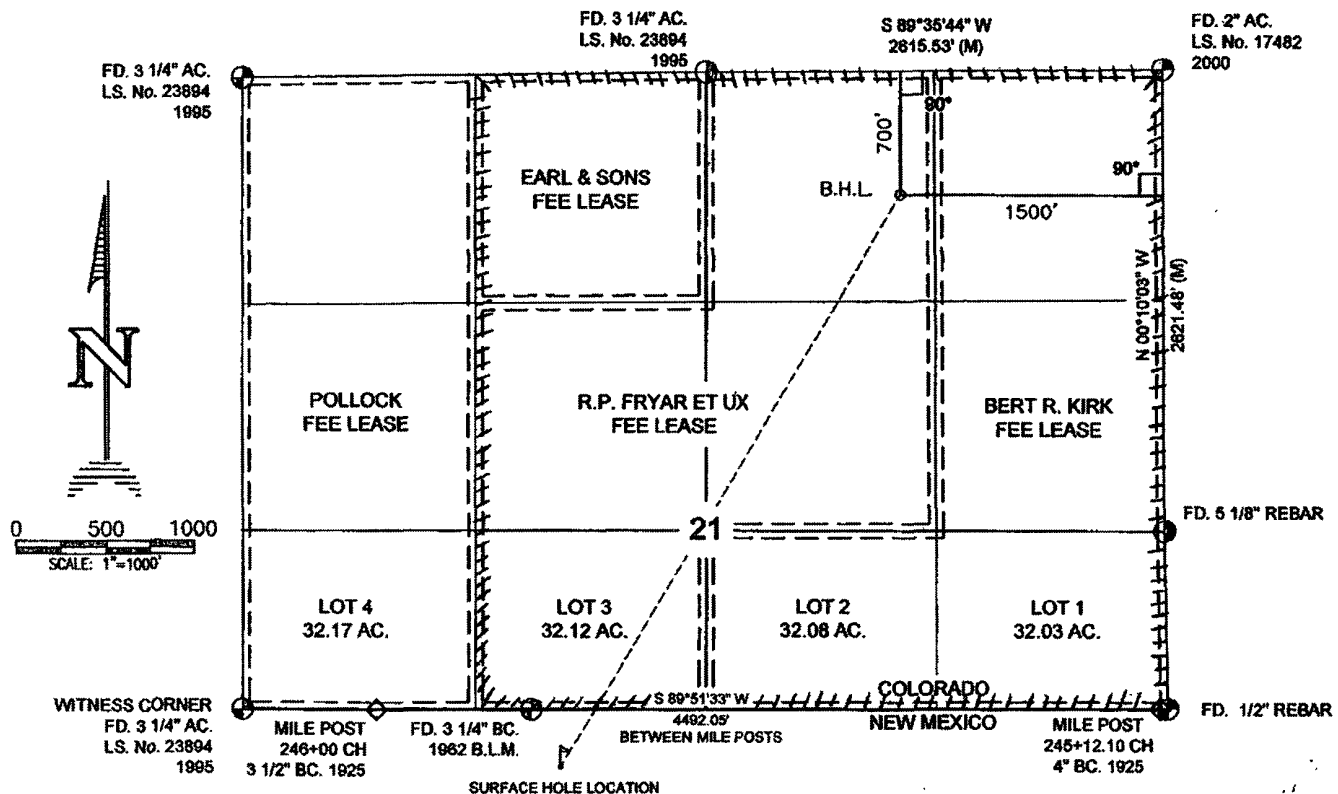 FD. 3 1/4" AC.
LS. No. 23894
1995
FD. 3 1/4" AC.
LS. No. 23894
1995
S 89°35'44" W
2615.53' (M)
FD. 2" AC.
LS. No. 17482
2000
90°
700'
EARL & SONS
FEE LEASE
B.H.L.
90°
1500'
N 00°10'03" W
2621.48' (M)
N
POLLOCK
FEE LEASE
R.P. FRYAR ET UX
FEE LEASE
BERT R. KIRK
FEE LEASE
0 500 1000
SCALE: 1"=1000'
21
FD. 5 1/8" REBAR
LOT 4
32.17 AC.
LOT 3
32.12 AC.
LOT 2
32.08 AC.
LOT 1
32.03 AC.
WITNESS CORNER
FD. 3 1/4" AC.
LS. No. 23894
1995
MILE POST
246+00 CH
3 1/2" BC. 1925
FD. 3 1/4" BC.
1962 B.L.M.
S 89°51'33" W
4492.05'
BETWEEN MILE POSTS
COLORADO
NEW MEXICO
MILE POST
245+12.10 CH
4" BC. 1925
FD. 1/2" REBAR
SURFACE HOLE LOCATION